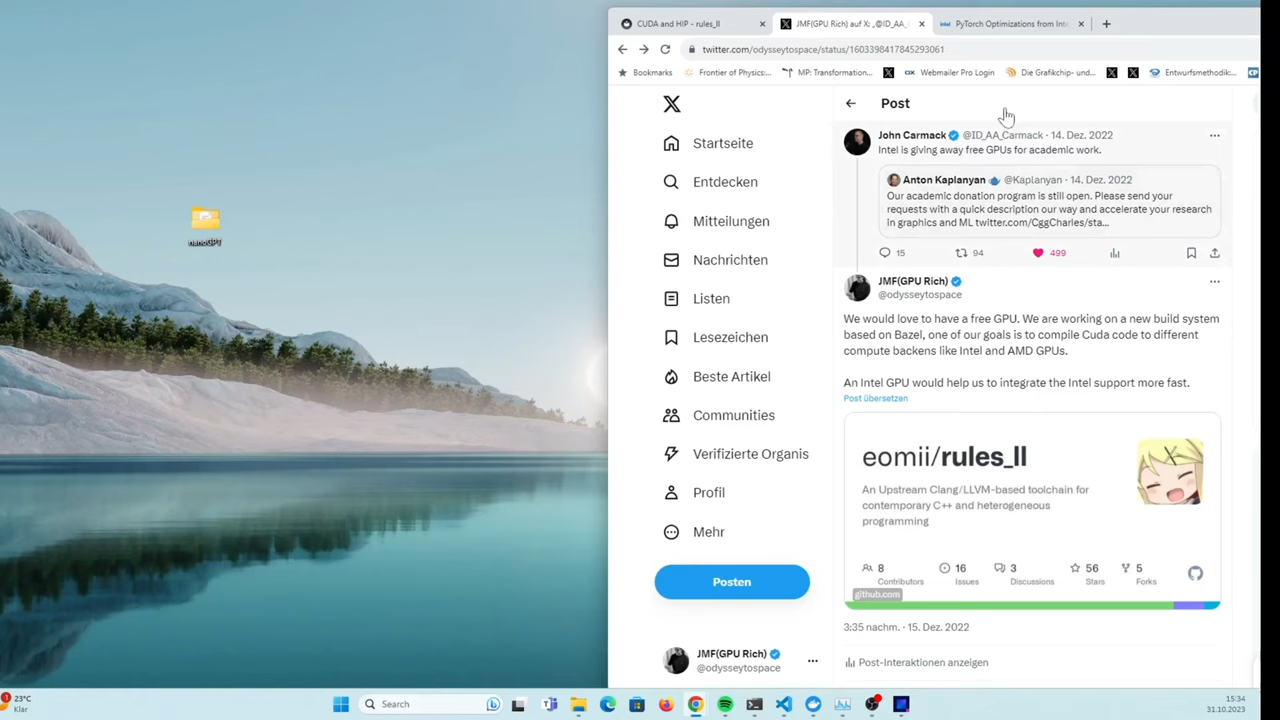 CUDA and HIP - rules_ll
JMF(GPU Rich) auf X: „@ID_AA_
PyTorch Optimizations from Inte
twitter.com/odysseytospace/status/1603398417845293061
Bookmarks
Frontier of Physics:...
MP: Transformation...
Webmailer Pro Login
Die Grafikchip- und...
Entwurfsmethodik:...
nanoGPT
Post
John Carmack @ID_AA_Carmack · 14. Dez. 2022
Intel is giving away free GPUs for academic work.
Anton Kaplanyan @Kaplanyan · 14. Dez. 2022
Our academic donation program is still open. Please send your
requests with a quick description our way and accelerate your research
in graphics and ML twitter.com/CggCharles/sta...
15
94
499
JMF(GPU Rich)
@odysseytospace
We would love to have a free GPU. We are working on a new build system
based on Bazel, one of our goals is to compile Cuda code to different
compute backens like Intel and AMD GPUs.
An Intel GPU would help us to integrate the Intel support more fast.
Post übersetzen
eomii/rules_ll
An Upstream Clang/LLVM-based toolchain for
contemporary C++ and heterogeneous
programming
8
Contributors
16
Issues
3
Discussions
56
Stars
5
Forks
github.com
3:35 nachm. · 15. Dez. 2022
Post-Interaktionen anzeigen
Startseite
Entdecken
Mitteilungen
Nachrichten
Listen
Lesezeichen
Beste Artikel
Communities
Verifizierte Organis
Profil
Mehr
Posten
JMF(GPU Rich)
@odysseytospace
1
23°C
Klar
Search
15:34
31.10.2023